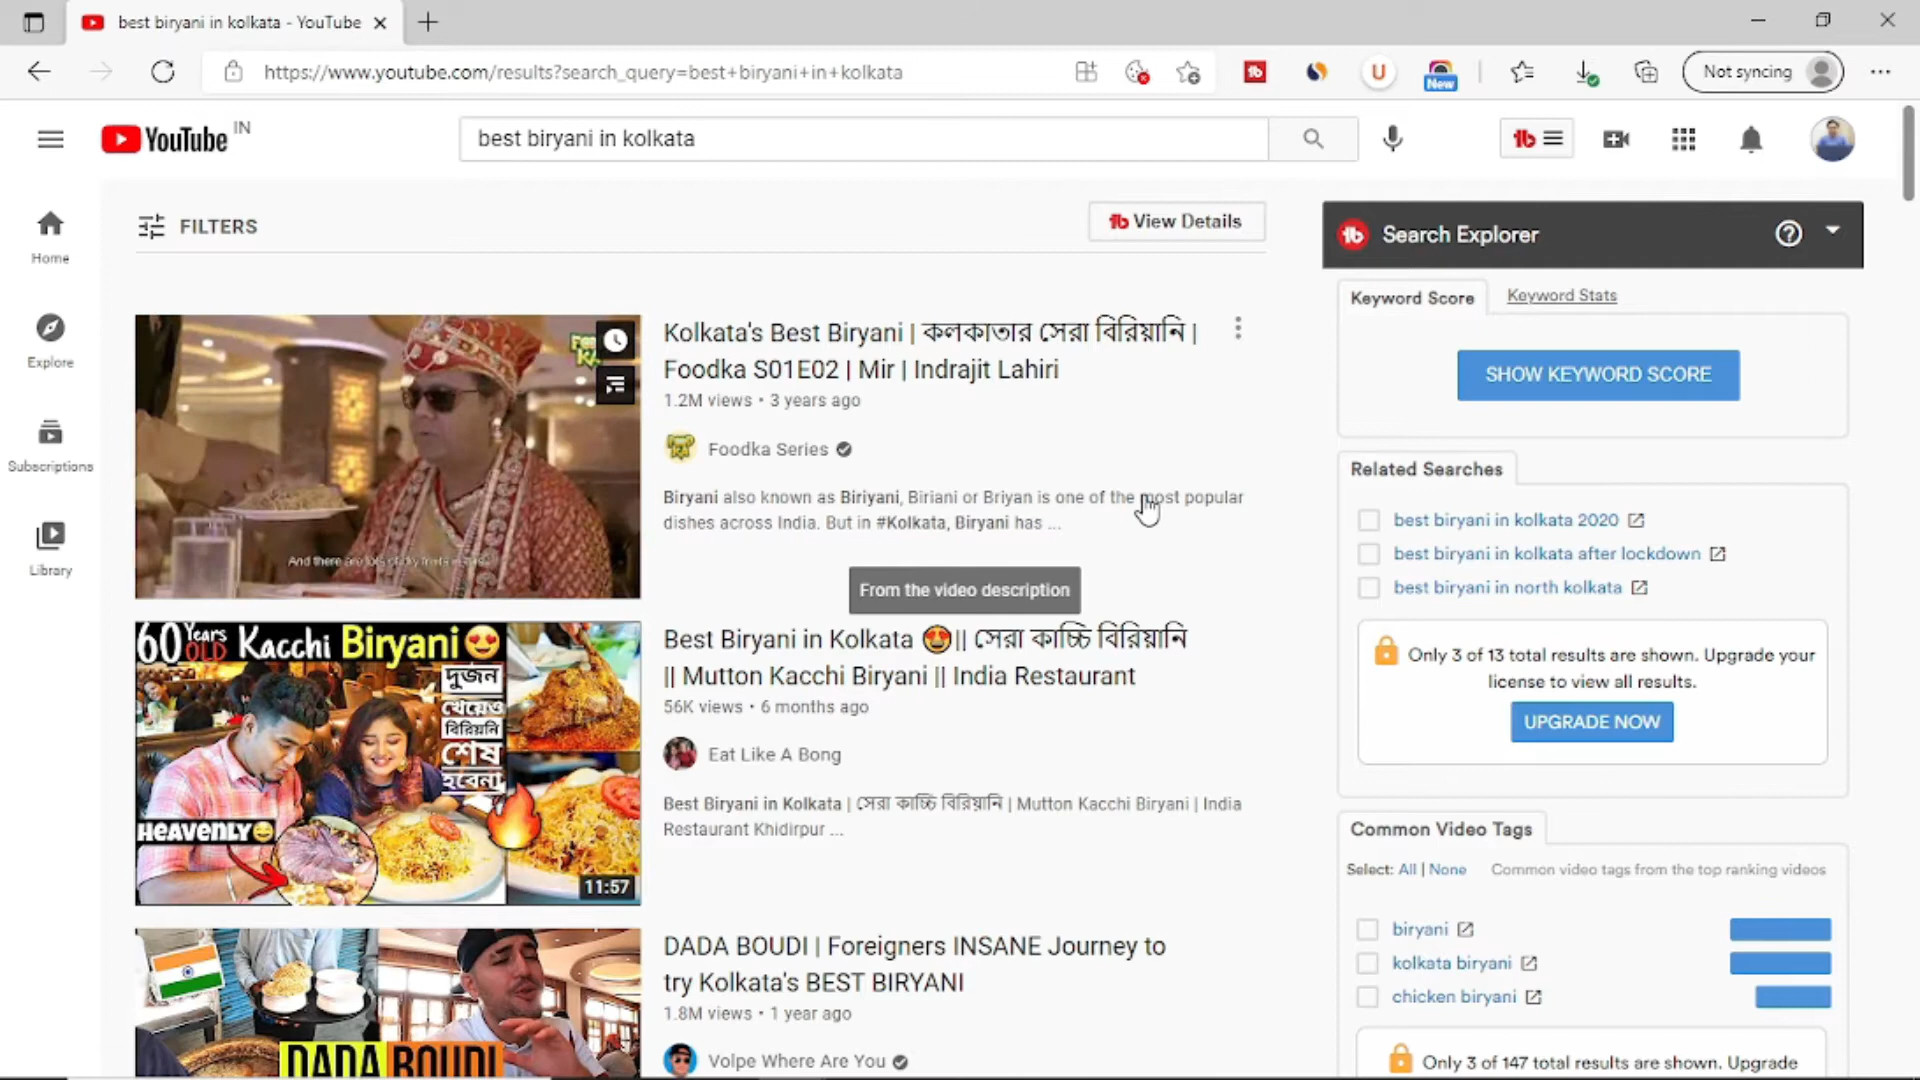 best biryani in kolkata - YouTube
https://www.youtube.com/results?search_query=best+biryani+in+kolkata
U
New
Not syncing
YouTube IN
best biryani in kolkata
Home
Explore
Subscriptions
Library
FILTERS
View Details
Kolkata's Best Biryani | কলকাতার সেরা বিরিয়ানি |
Foodka S01E02 | Mir | Indrajit Lahiri
1.2M views • 3 years ago
Foodka Series
Biryani also known as Biriyani, Biriani or Briyan is one of the most popular
dishes across India. But in #Kolkata, Biryani has ...
And there are lots of
From the video description
60 Years OLD Kacchi Biryani
দুজন
খেয়েও
বিরিয়ানি
শেষ
হবেনা
HEAVENLY
11:57
Best Biryani in Kolkata 😍|| সেরা কাচ্চি বিরিয়ানি
|| Mutton Kacchi Biryani || India Restaurant
56K views • 6 months ago
Eat Like A Bong
Best Biryani in Kolkata | সেরা কাচ্চি বিরিয়ানি | Mutton Kacchi Biryani | India
Restaurant Khidirpur ...
DADA BOUDI
DADA BOUDI | Foreigners INSANE Journey to
try Kolkata's BEST BIRYANI
1.8M views • 1 year ago
Volpe Where Are You
Search Explorer
Keyword Score
Keyword Stats
SHOW KEYWORD SCORE
Related Searches
best biryani in kolkata 2020
best biryani in kolkata after lockdown
best biryani in north kolkata
Only 3 of 13 total results are shown. Upgrade your
license to view all results.
UPGRADE NOW
Common Video Tags
Select: All | None Common video tags from the top ranking videos
biryani
kolkata biryani
chicken biryani
Only 3 of 147 total results are shown. Upgrade